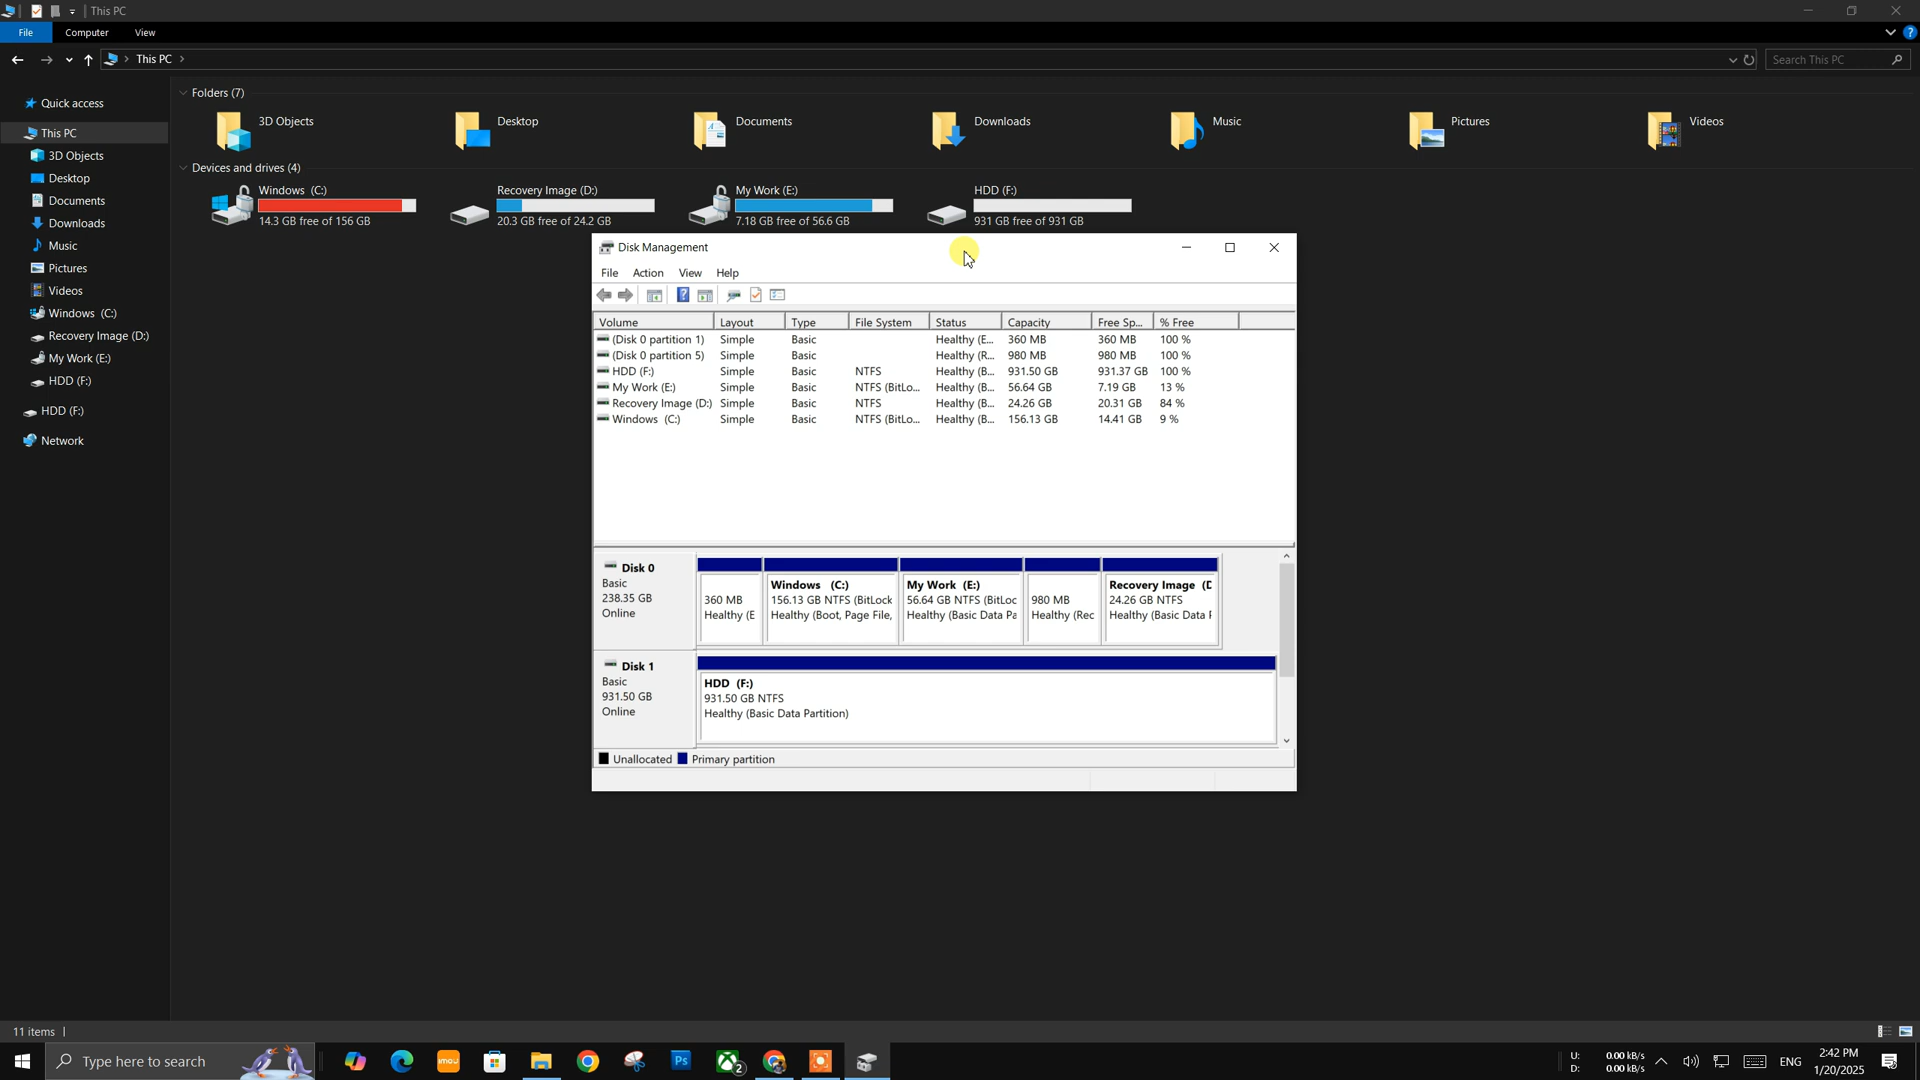 This PC
File Computer View
This PC
Search This PC
Quick access
This PC
3D Objects
Desktop
Documents
Downloads
Music
Pictures
Videos
Windows (C:)
Recovery Image (D:)
My Work (E:)
HDD (F:)
HDD (F:)
Network
Folders (7)
3D Objects
Desktop
Documents
Downloads
Music
Pictures
Videos
Devices and drives (4)
Windows (C:)
14.3 GB free of 156 GB
Recovery Image (D:)
20.3 GB free of 24.2 GB
My Work (E:)
7.18 GB free of 56.6 GB
HDD (F:)
931 GB free of 931 GB
Disk Management
File Action View Help
Volume Layout Type File System Status Capacity Free Sp... % Free
(Disk 0 partition 1) Simple Basic Healthy (E... 360 MB 360 MB 100 %
(Disk 0 partition 5) Simple Basic Healthy (R... 980 MB 980 MB 100 %
HDD (F:) Simple Basic NTFS Healthy (B... 931.50 GB 931.37 GB 100 %
My Work (E:) Simple Basic NTFS (BitLo... Healthy (B... 56.64 GB 7.19 GB 13 %
Recovery Image (D:) Simple Basic NTFS Healthy (B... 24.26 GB 20.31 GB 84 %
Windows (C:) Simple Basic NTFS (BitLo... Healthy (B... 156.13 GB 14.41 GB 9 %
Disk 0
Basic
238.35 GB
Online
360 MB
Healthy (E
Windows (C:)
156.13 GB NTFS (BitLock
Healthy (Boot, Page File,
My Work (E:)
56.64 GB NTFS (BitLoc
Healthy (Basic Data Pa
980 MB
Healthy (Rec
Recovery Image (D
24.26 GB NTFS
Healthy (Basic Data P
Disk 1
Basic
931.50 GB
Online
HDD (F:)
931.50 GB NTFS
Healthy (Basic Data Partition)
Unallocated Primary partition
11 items
Type here to search
imou
Ps
2
U: 0.00 kB/s
D: 0.00 kB/s
ENG
2:42 PM
1/20/2025